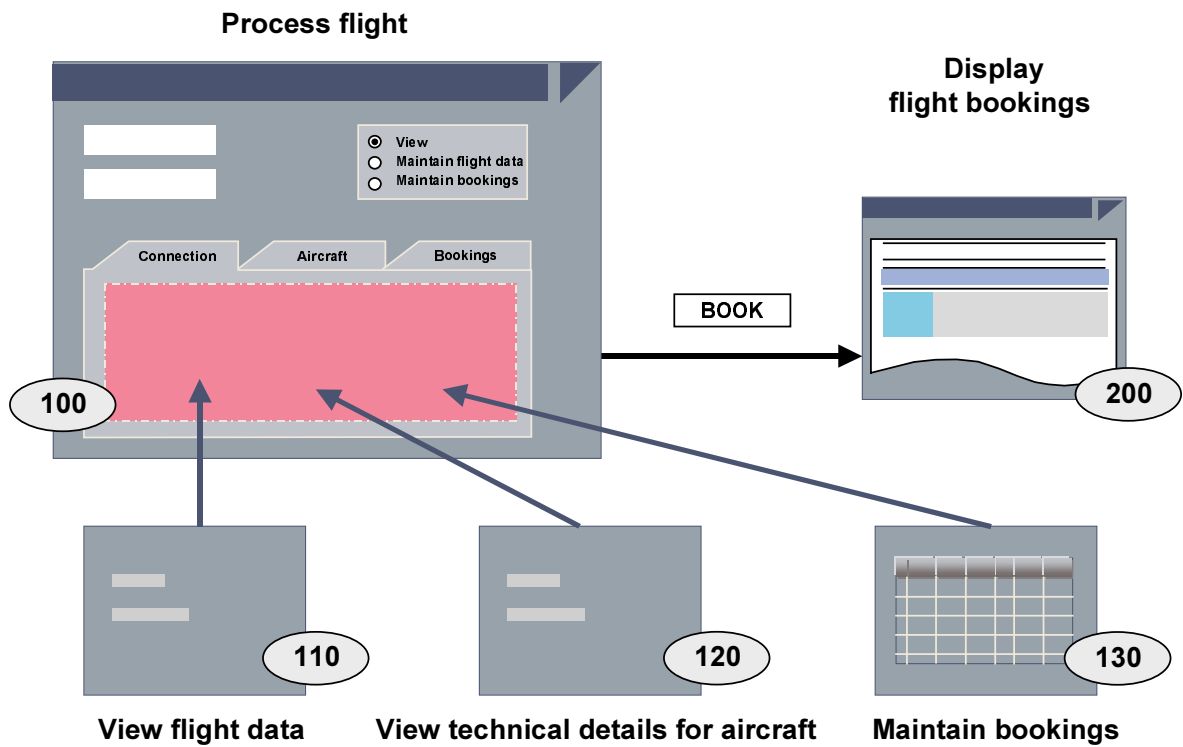 Process flight
Display
flight bookings
View
Maintain flight data
Maintain bookings
Connection
Aircraft
Bookings
BOOK
100
200
110
120
130
View flight data
View technical details for aircraft
Maintain bookings